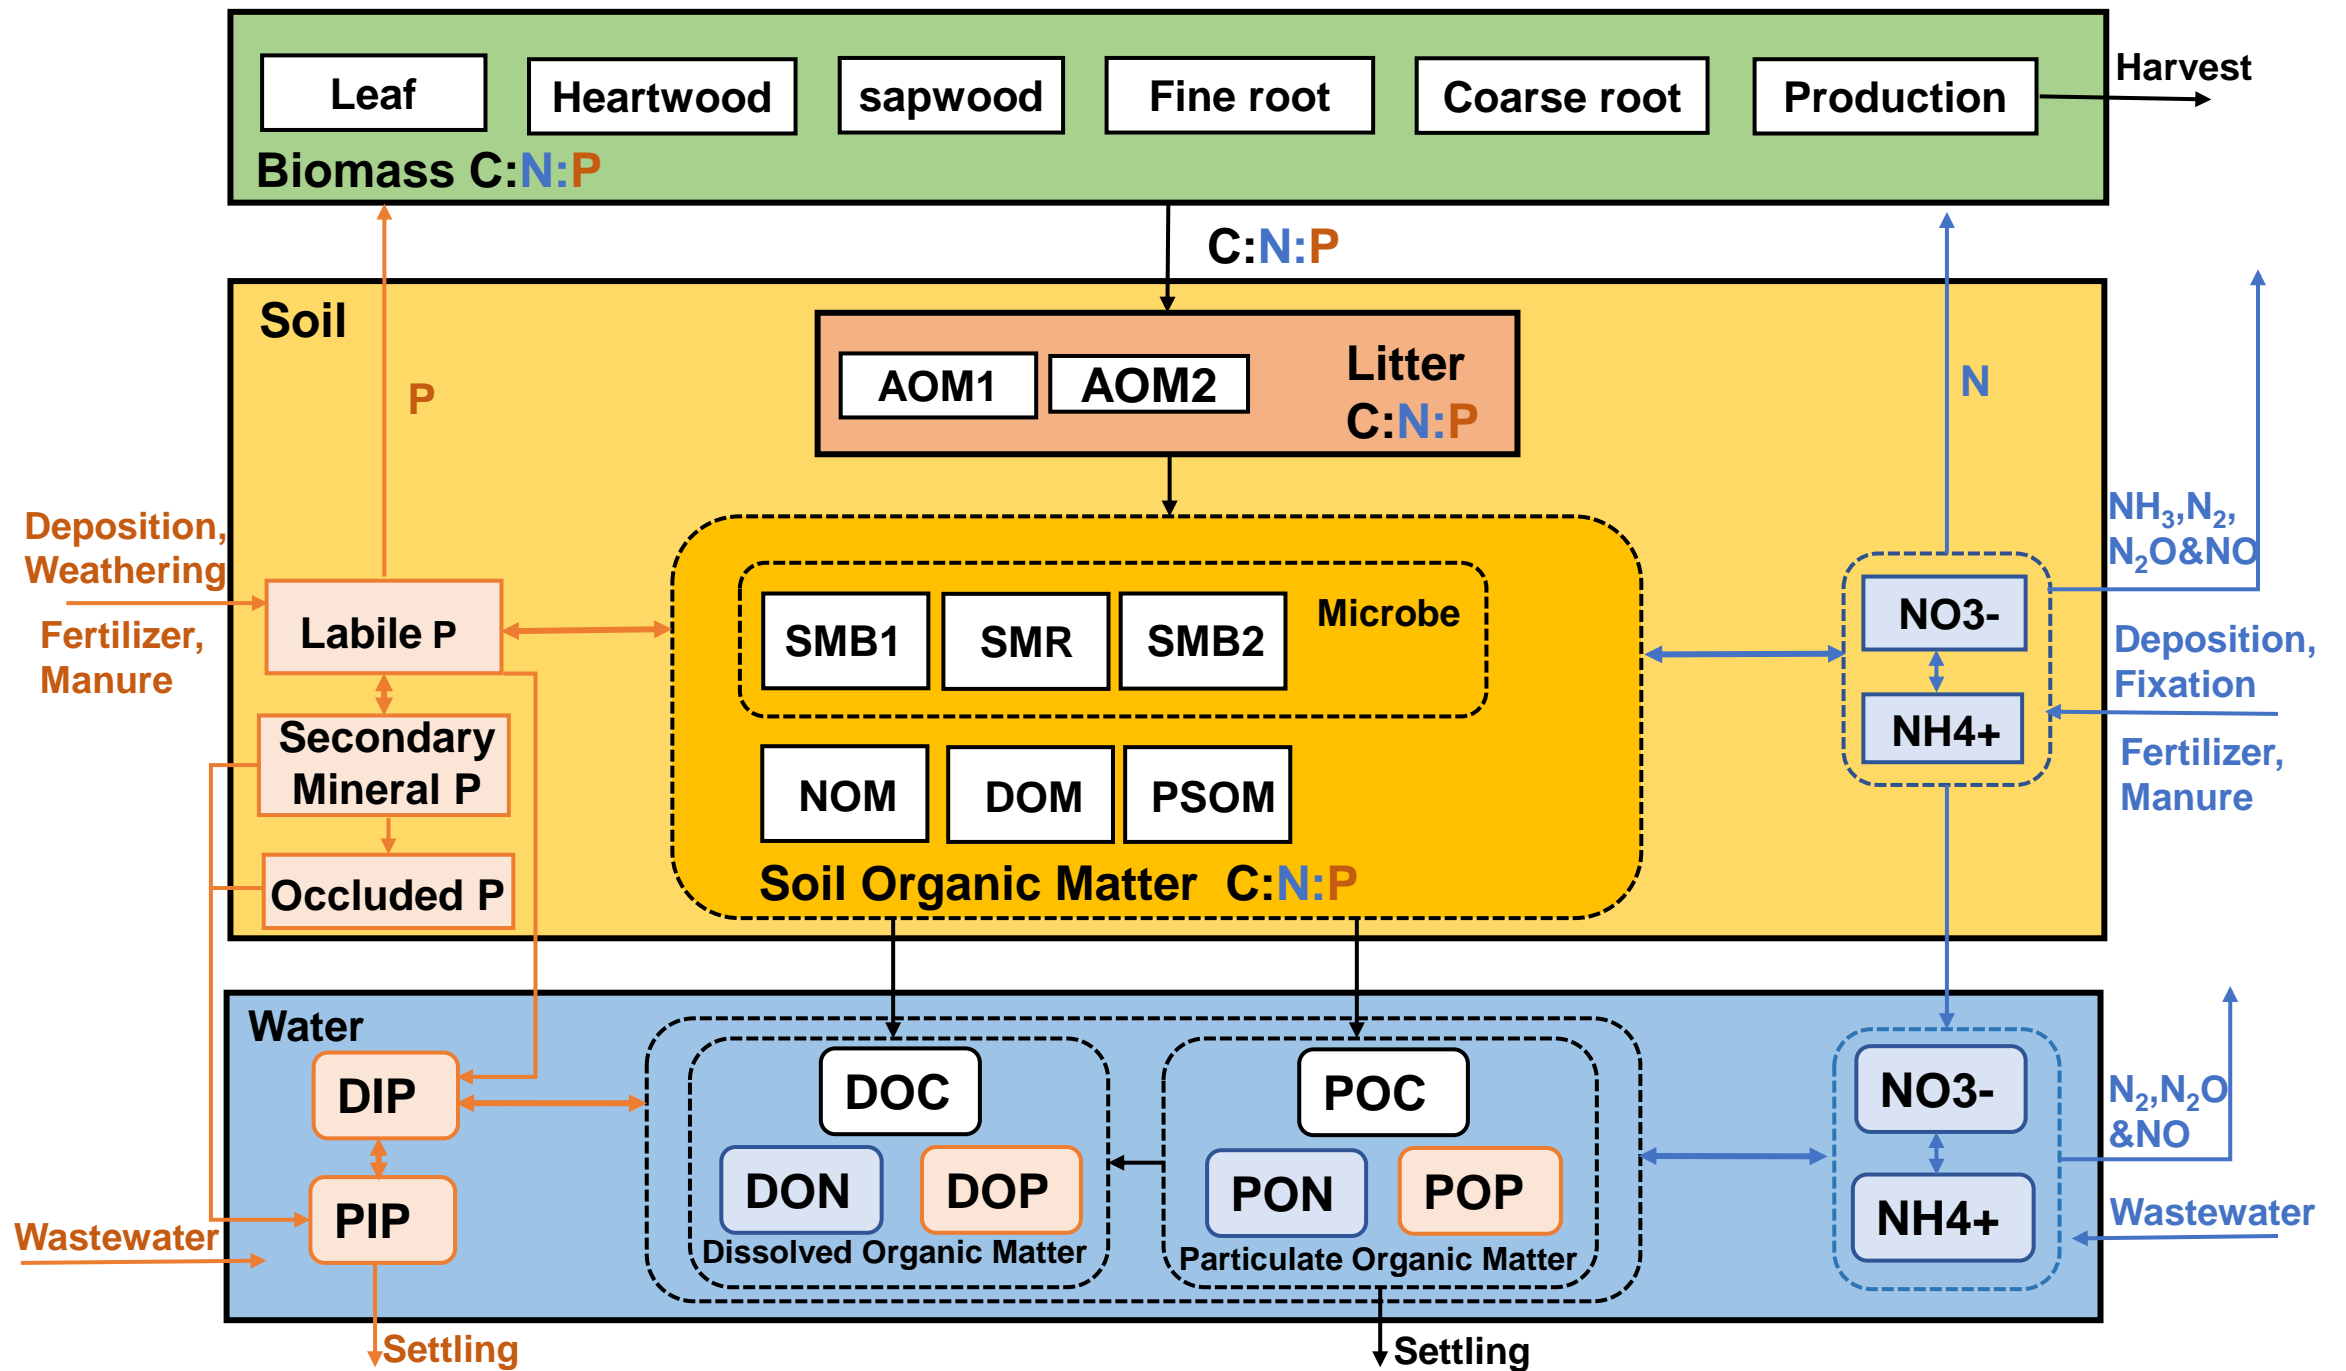 Leaf
Heartwood
sapwood
Fine root
Coarse root
Production
Harvest
Biomass C:N:P
C:N:P
Soil
AOM1
AOM2
Litter
C:N:P
P
N
Deposition,
Weathering
Fertilizer,
Manure
Labile P
Secondary
Mineral P
Occluded P
SMB1
SMR
SMB2
Microbe
NOM
DOM
PSOM
Soil Organic Matter C:N:P
NH₃,N₂,
N₂O&NO
NO3-
NH4+
Deposition,
Fixation
Fertilizer,
Manure
Water
DIP
PIP
Wastewater
Settling
DOC
DON
DOP
Dissolved Organic Matter
POC
PON
POP
Particulate Organic Matter
Settling
NO3-
NH4+
N₂,N₂O
&NO
Wastewater